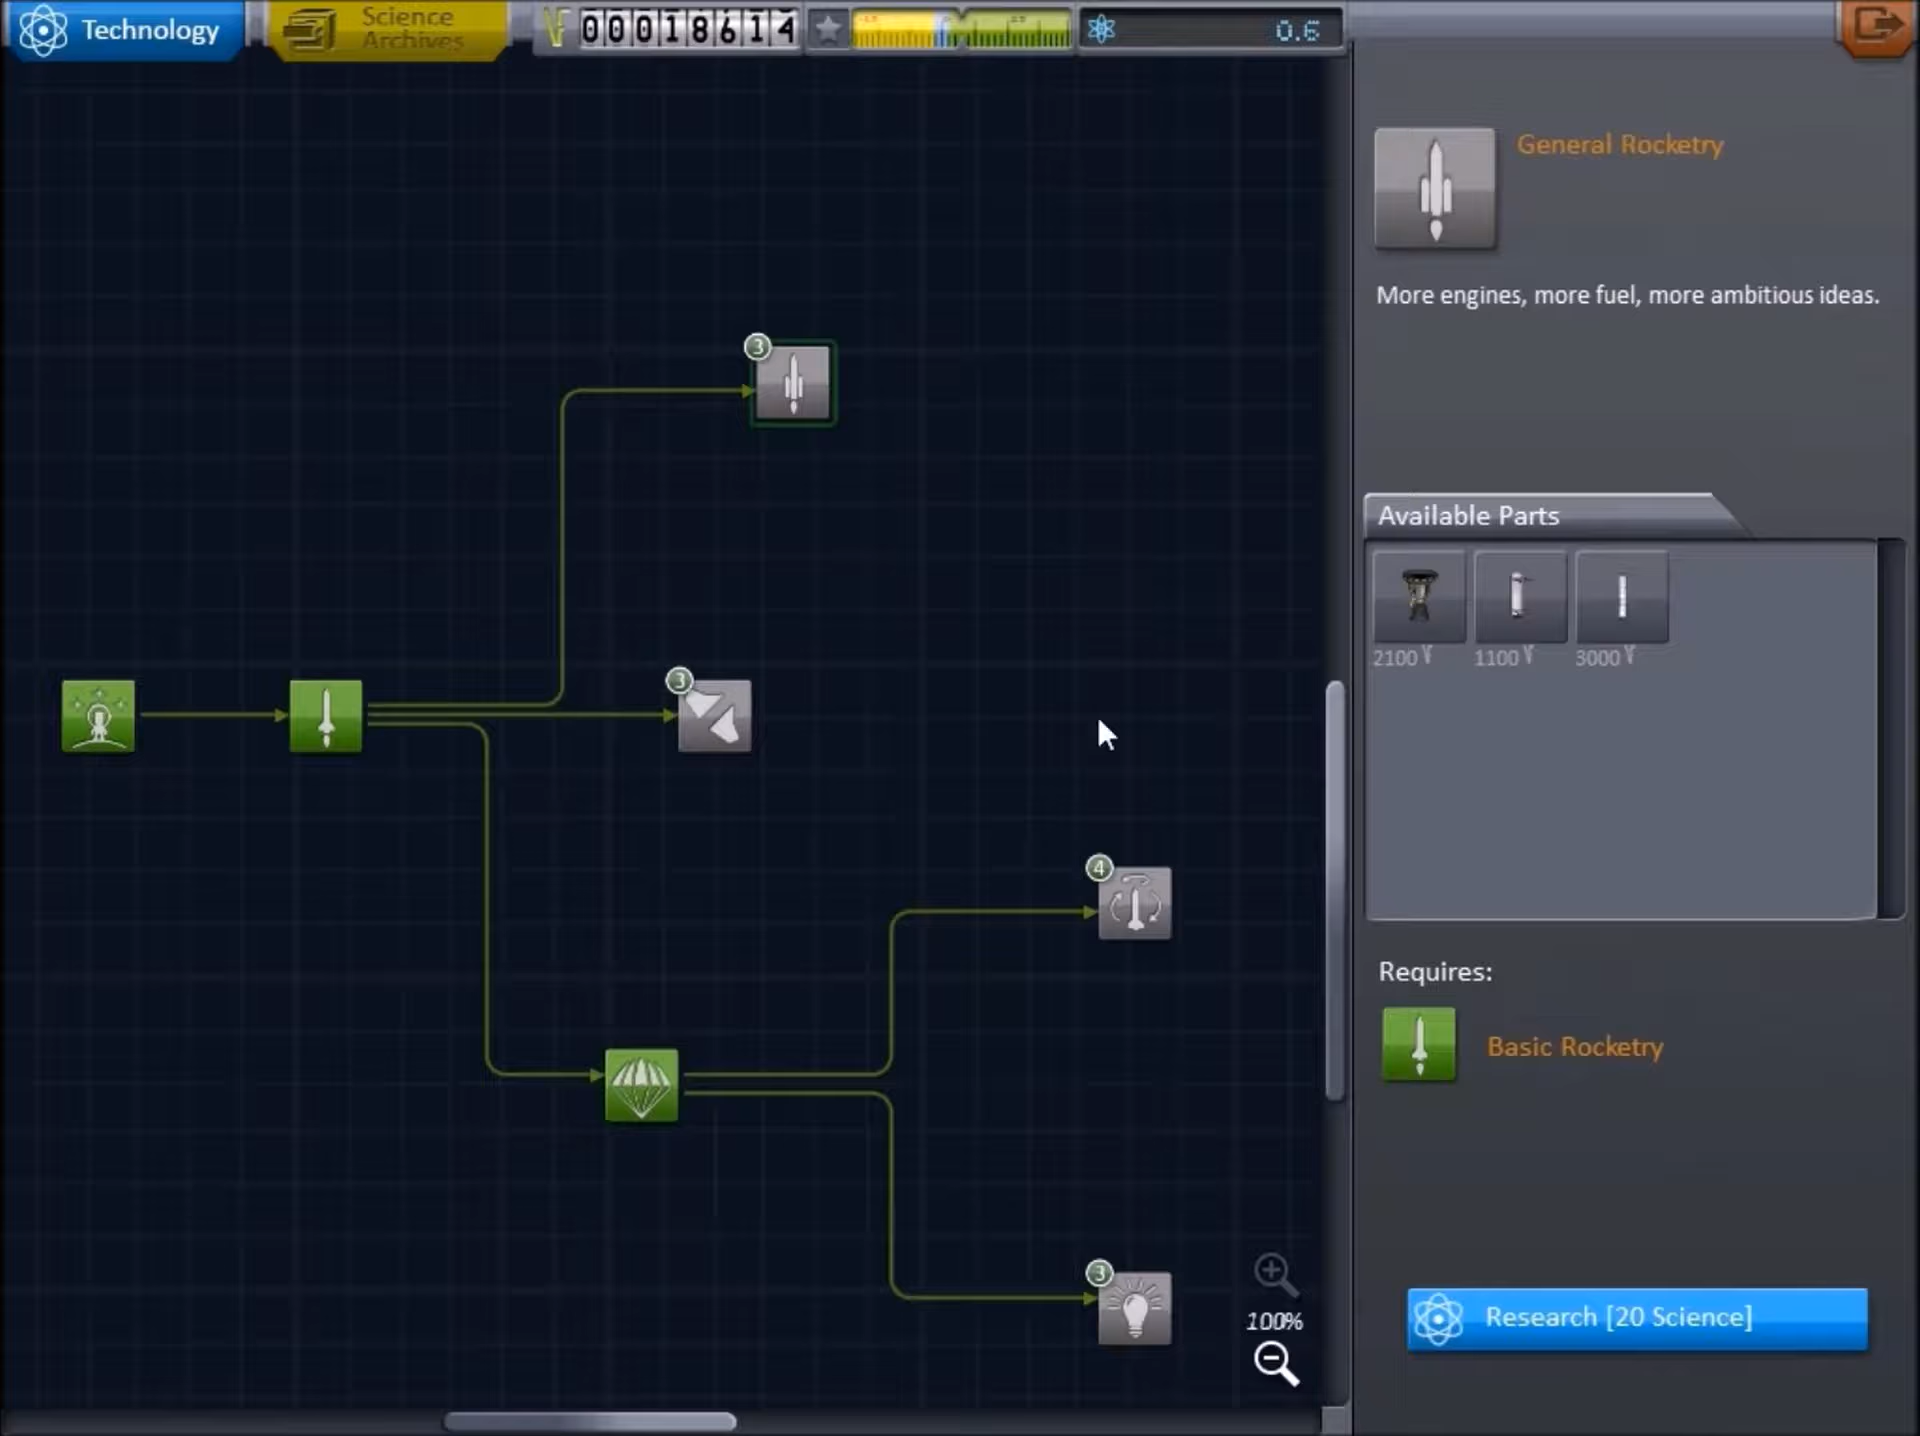 Technology
Science
Archives
00018614
0.6
General Rocketry
More engines, more fuel, more ambitious ideas.
3
Available Parts
2100
1100
3000
3
4
Requires:
Basic Rocketry
3
100%
Research [20 Science]